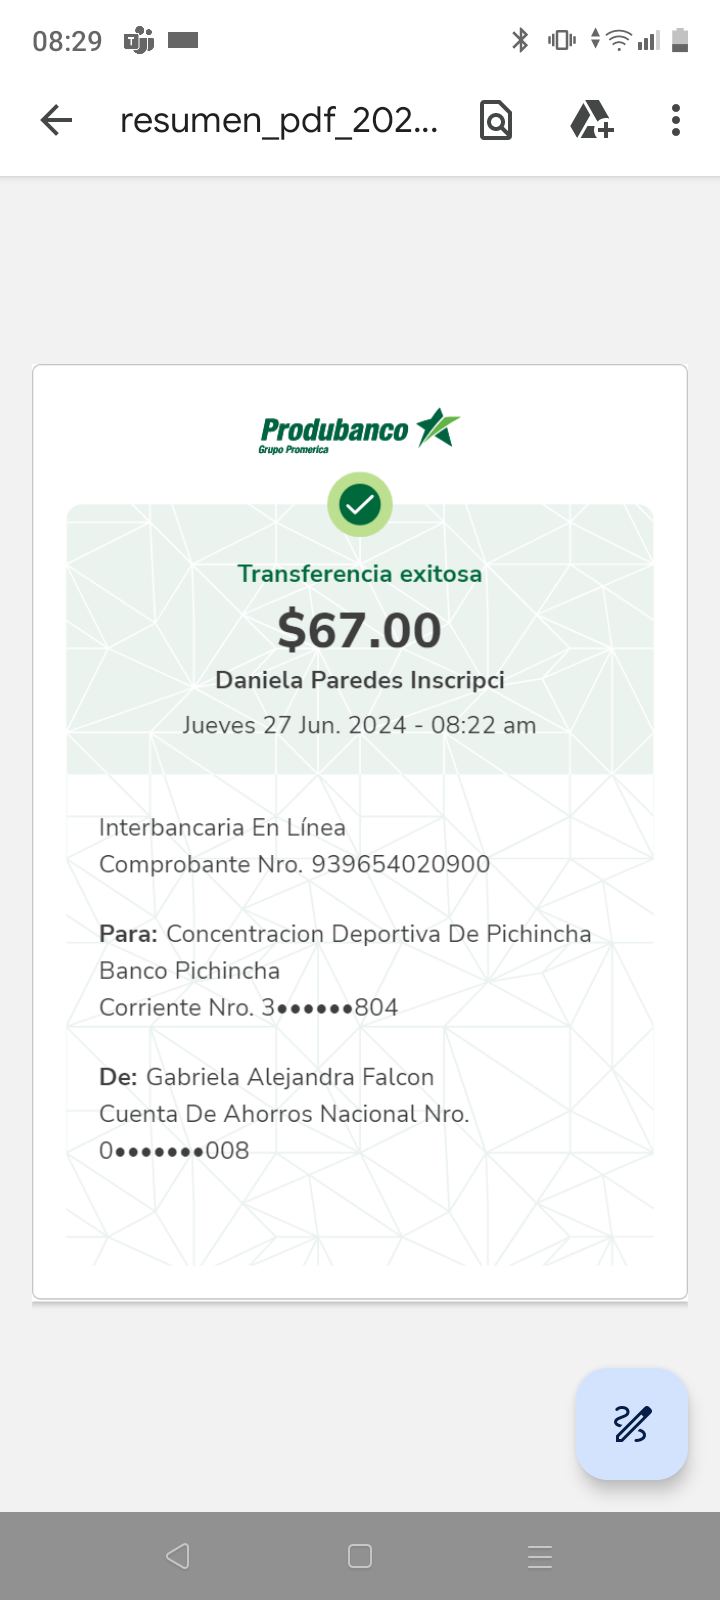 08:29
resumen_pdf_202...
Produbanco
Grupo Promerica
Transferencia exitosa
$67.00
Daniela Paredes Inscripci
Jueves 27 Jun. 2024 - 08:22 am
Interbancaria En Línea
Comprobante Nro. 939654020900
Para: Concentracion Deportiva De Pichincha
Banco Pichincha
Corriente Nro. 3••••••804
De: Gabriela Alejandra Falcon
Cuenta De Ahorros Nacional Nro.
0•••••••008